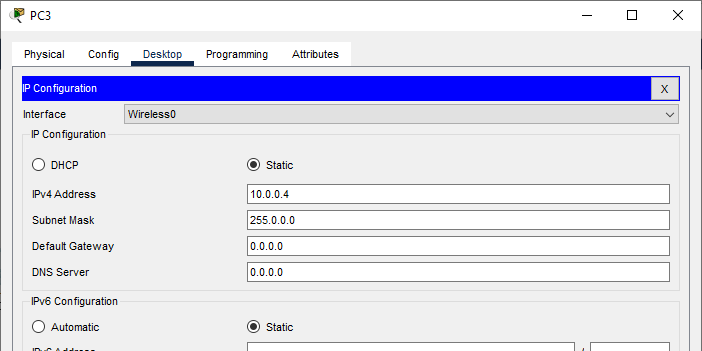 PC3
Physical Config Desktop Programming Attributes
IP Configuration X
Interface Wireless0
IP Configuration
DHCP Static
IPv4 Address 10.0.0.4
Subnet Mask 255.0.0.0
Default Gateway 0.0.0.0
DNS Server 0.0.0.0
IPv6 Configuration
Automatic Static
IPv6 Address /